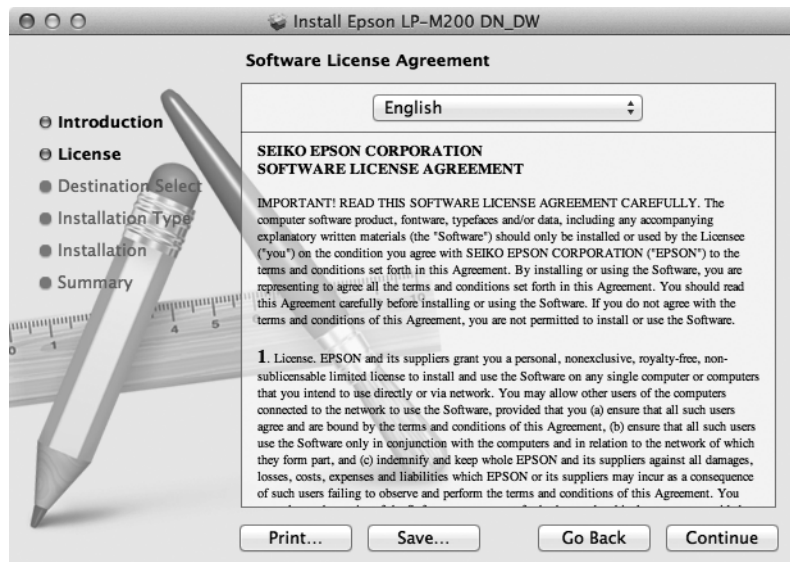 Install Epson LP-M200 DN_DW
Software License Agreement
Introduction
License
Destination Select
Installation Type
Installation
Summary
English
SEIKO EPSON CORPORATION
SOFTWARE LICENSE AGREEMENT
IMPORTANT! READ THIS SOFTWARE LICENSE AGREEMENT CAREFULLY. The
computer software product, fontware, typefaces and/or data, including any accompanying
explanatory written materials (the "Software") should only be installed or used by the Licensee
("you") on the condition you agree with SEIKO EPSON CORPORATION ("EPSON") to the
terms and conditions set forth in this Agreement. By installing or using the Software, you are
representing to agree all the terms and conditions set forth in this Agreement. You should read
this Agreement carefully before installing or using the Software. If you do not agree with the
terms and conditions of this Agreement, you are not permitted to install or use the Software.
1. License. EPSON and its suppliers grant you a personal, nonexclusive, royalty-free, non-
sublicensable limited license to install and use the Software on any single computer or computers
that you intend to use directly or via network. You may allow other users of the computers
connected to the network to use the Software, provided that you (a) ensure that all such users
agree and are bound by the terms and conditions of this Agreement, (b) ensure that all such users
use the Software only in conjunction with the computers and in relation to the network of which
they form part, and (c) indemnify and keep whole EPSON and its suppliers against all damages,
losses, costs, expenses and liabilities which EPSON or its suppliers may incur as a consequence
of such users failing to observe and perform the terms and conditions of this Agreement. You
0 1 4 5 10
Print...
Save...
Go Back
Continue